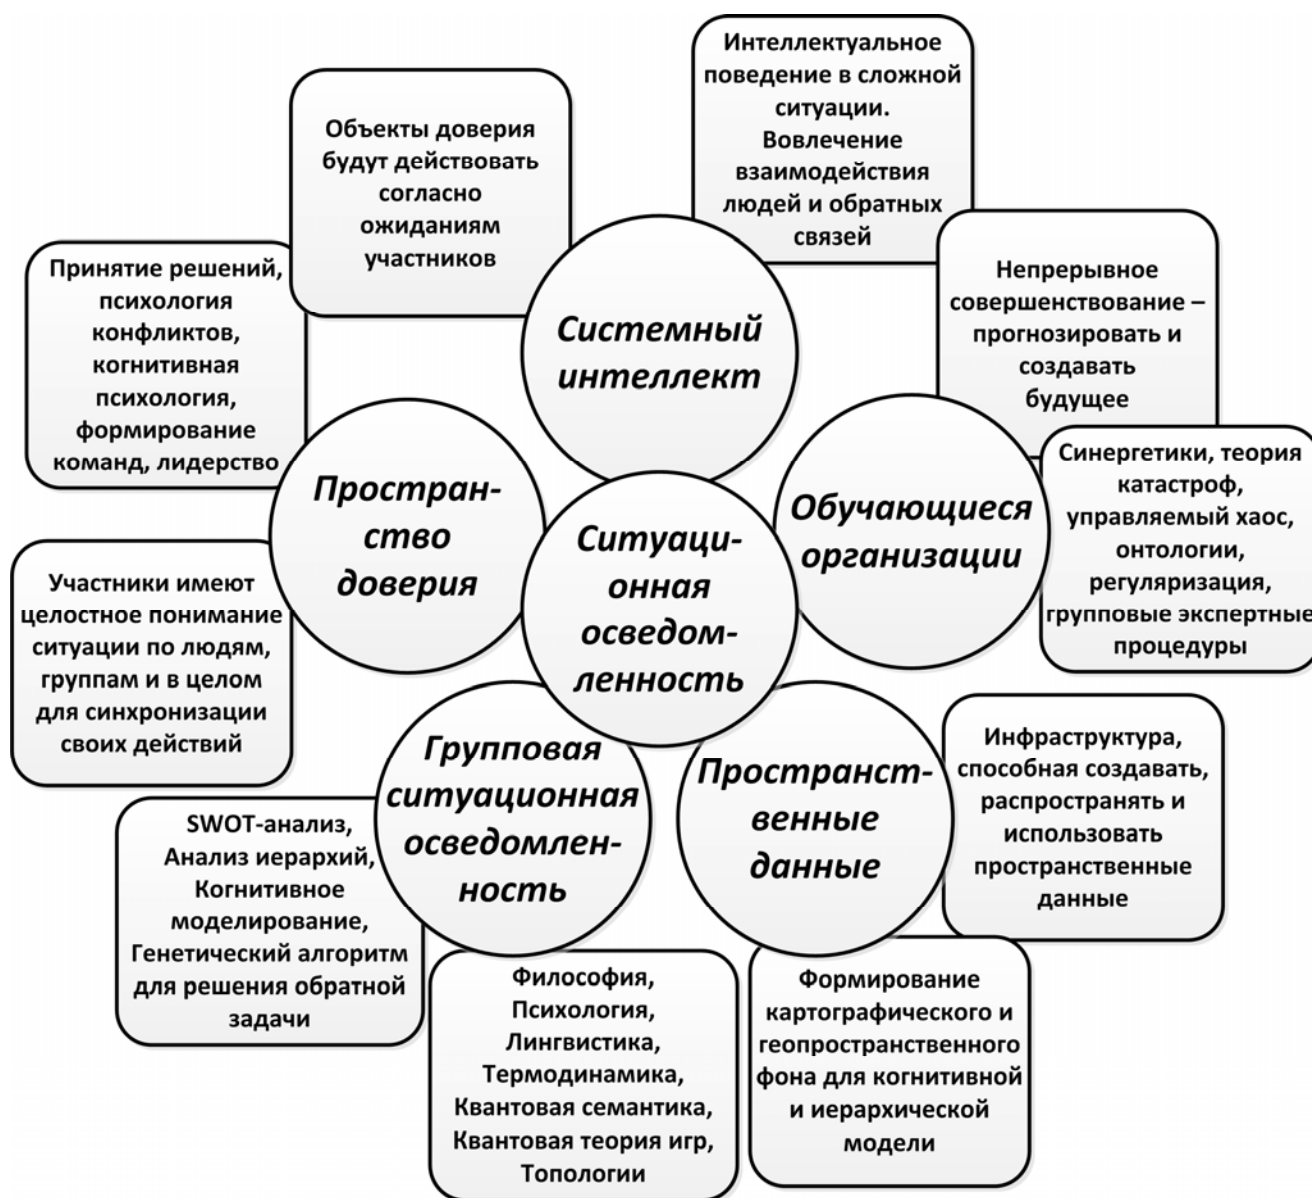 Интеллектуальное
поведение в сложной
ситуации.
Вовлечение
взаимодействия
людей и обратных
связей
Объекты доверия
будут действовать
согласно
ожиданиям
участников
Непрерывное
совершенствование –
прогнозировать и
создавать
будущее
Принятие решений,
психология
конфликтов,
когнитивная
психология,
формирование
команд, лидерство
Системный
интеллект
Простран-
ство
доверия
Ситуаци-
онная
осведом-
ленность
Обучающиеся
организации
Синергетики, теория
катастроф,
управляемый хаос,
онтологии,
регуляризация,
групповые экспертные
процедуры
Участники имеют
целостное понимание
ситуации по людям,
группам и в целом
для синхронизации
своих действий
Групповая
ситуационная
осведомлен-
ность
Пространст-
венные
данные
Инфраструктура,
способная создавать,
распространять и
использовать
пространственные
данные
SWOT-анализ,
Анализ иерархий,
Когнитивное
моделирование,
Генетический алгоритм
для решения обратной
задачи
Философия,
Психология,
Лингвистика,
Термодинамика,
Квантовая семантика,
Квантовая теория игр,
Топологии
Формирование
картографического и
геопространственного
фона для когнитивной
и иерархической
модели